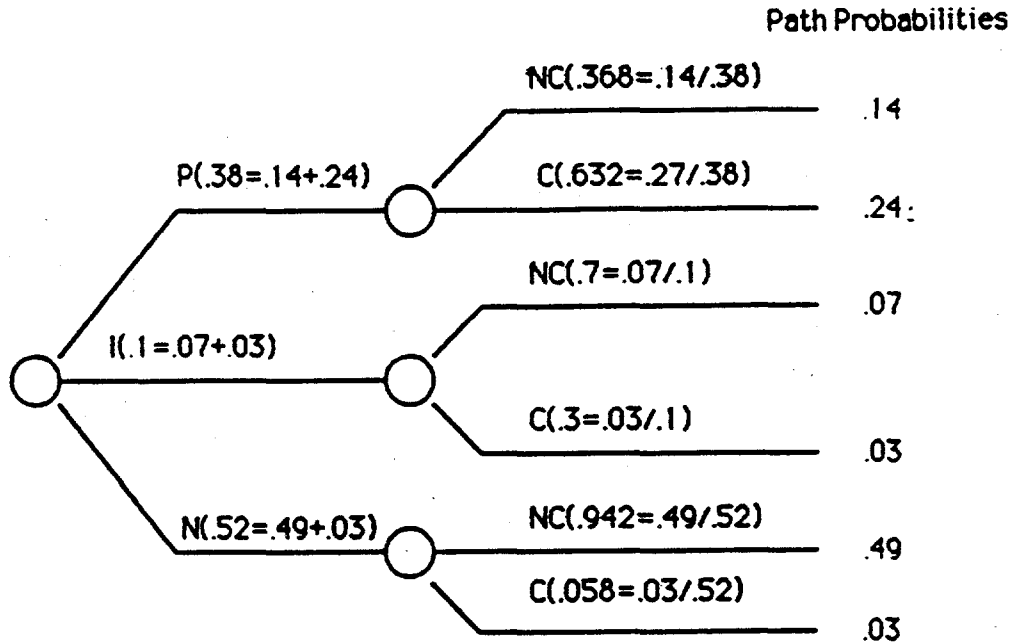 Path Probabilities
NC(.368=.14/.38)
.14
P(.38=.14+.24)
C(.632=.27/.38)
.24:
NC(.7=.07/.1)
.07
I(.1=.07+.03)
C(.3=.03/.1)
.03
N(.52=.49+.03)
NC(.942=.49/.52)
.49
C(.058=.03/.52)
.03